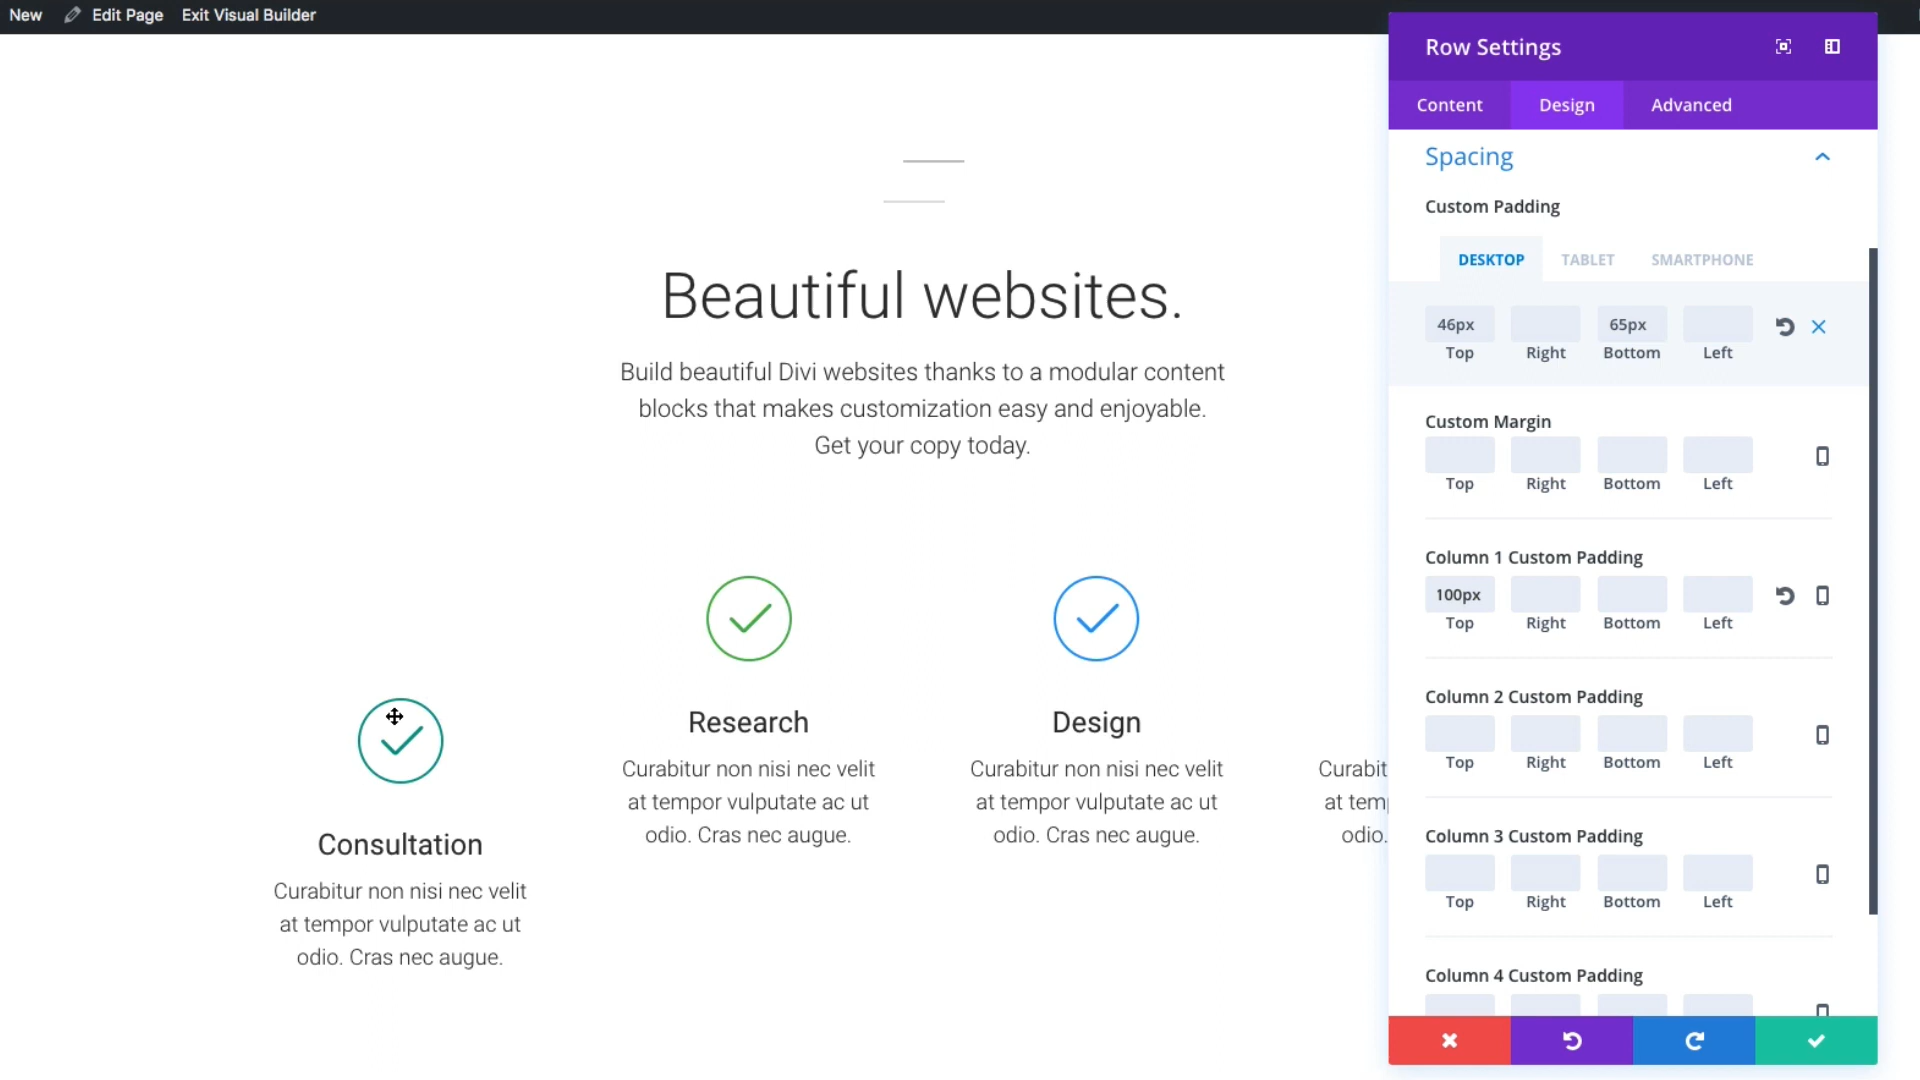 New Edit Page Exit Visual Builder
Beautiful websites.
Build beautiful Divi websites thanks to a modular content
blocks that makes customization easy and enjoyable.
Get your copy today.
Consultation
Curabitur non nisi nec velit
at tempor vulputate ac ut
odio. Cras nec augue.
Research
Curabitur non nisi nec velit
at tempor vulputate ac ut
odio. Cras nec augue.
Design
Curabitur non nisi nec velit
at tempor vulputate ac ut
odio. Cras nec augue.
Curabit
at temp
odio.
Row Settings
Content Design Advanced
Spacing
Custom Padding
DESKTOP TABLET SMARTPHONE
46px 65px
Top Right Bottom Left
Custom Margin
Top Right Bottom Left
Column 1 Custom Padding
100px
Top Right Bottom Left
Column 2 Custom Padding
Top Right Bottom Left
Column 3 Custom Padding
Top Right Bottom Left
Column 4 Custom Padding